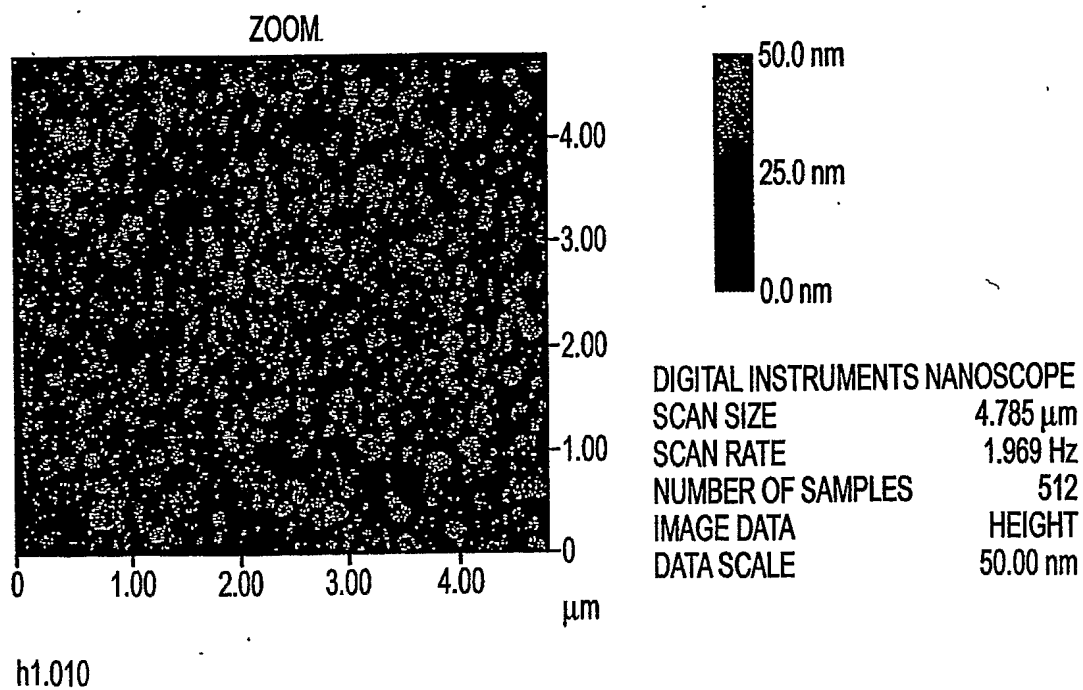 ZOOM
50.0 nm
25.0 nm
0.0 nm
4.00
3.00
2.00
1.00
0
0 1.00 2.00 3.00 4.00
µm
DIGITAL INSTRUMENTS NANOSCOPE
SCAN SIZE 4.785 µm
SCAN RATE 1.969 Hz
NUMBER OF SAMPLES 512
IMAGE DATA HEIGHT
DATA SCALE 50.00 nm
h1.010